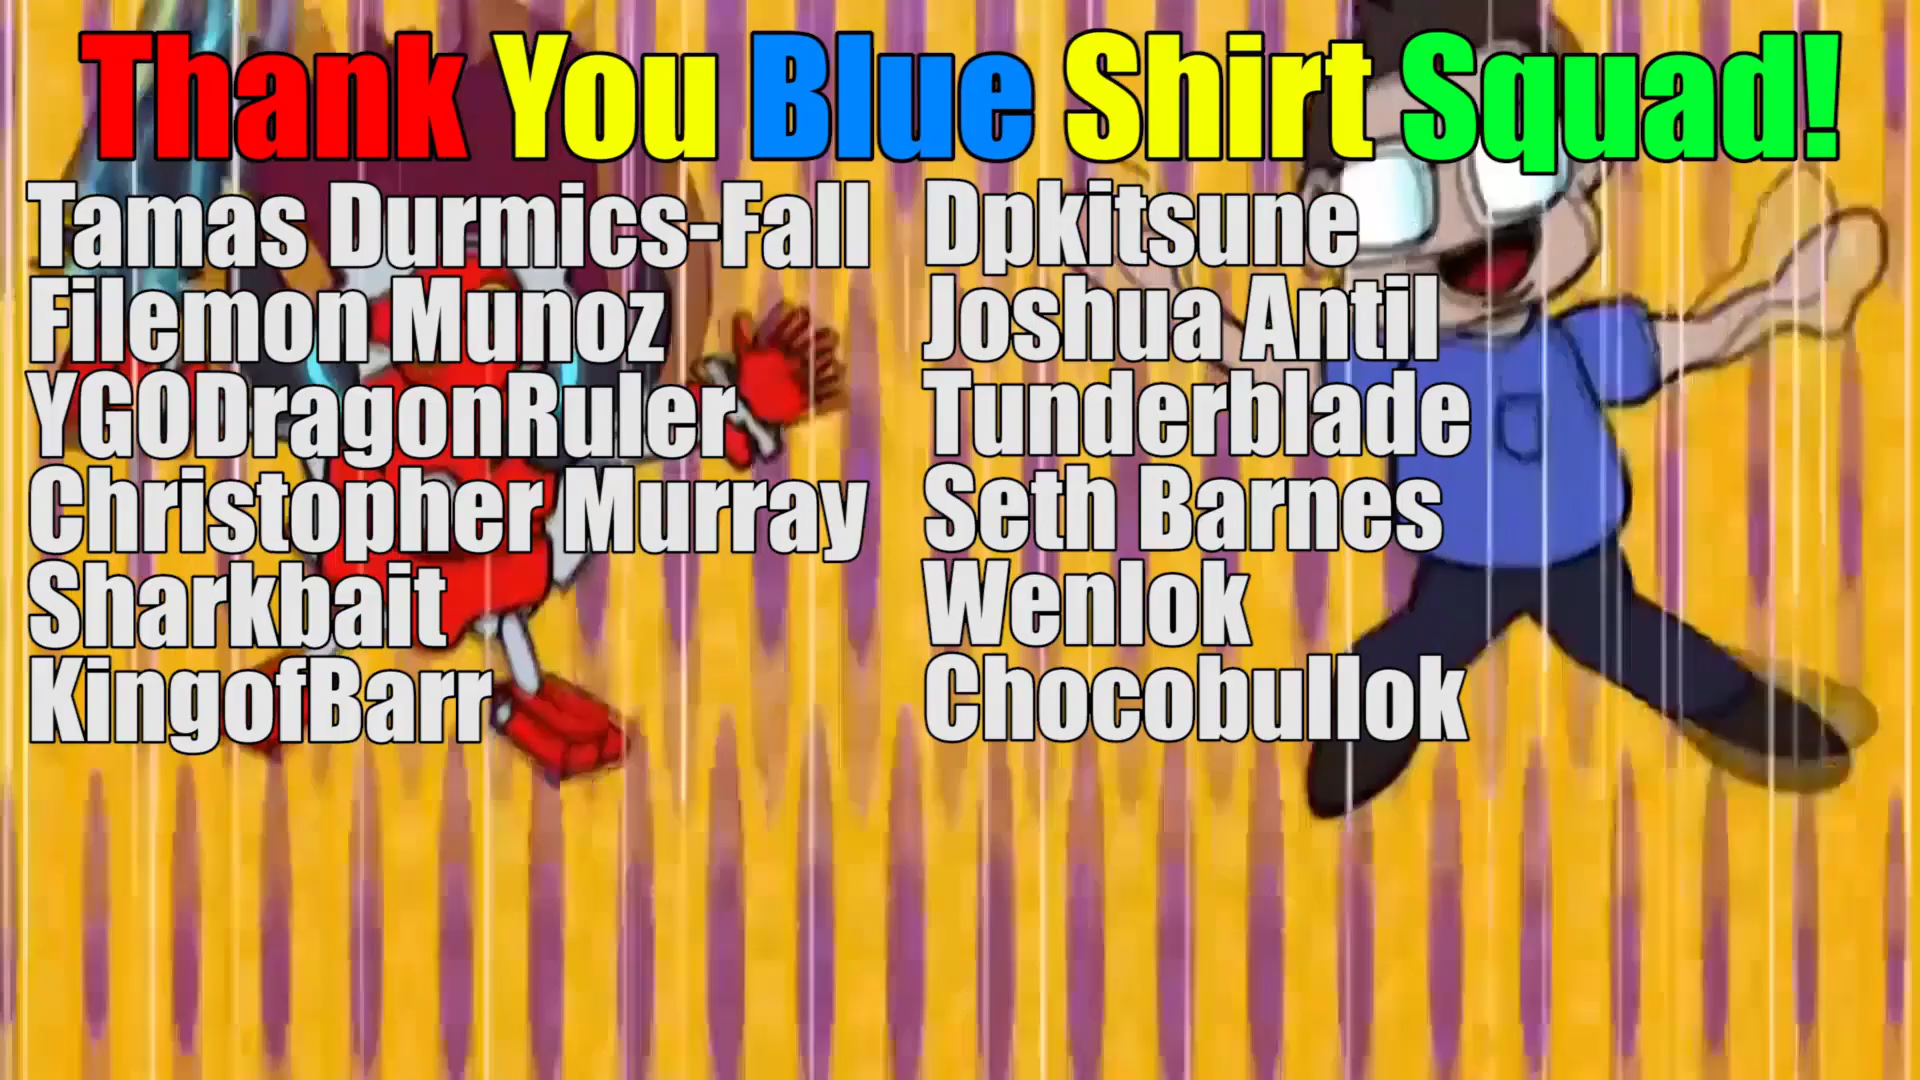 Thank You Blue Shirt Squad!
Tamas Durmics-Fall
Filemon Munoz
YGODragonRuler
Christopher Murray
Sharkbait
KingofBarr
Dpkitsune
Joshua Antil
Tunderblade
Seth Barnes
Wenlok
Chocobullok